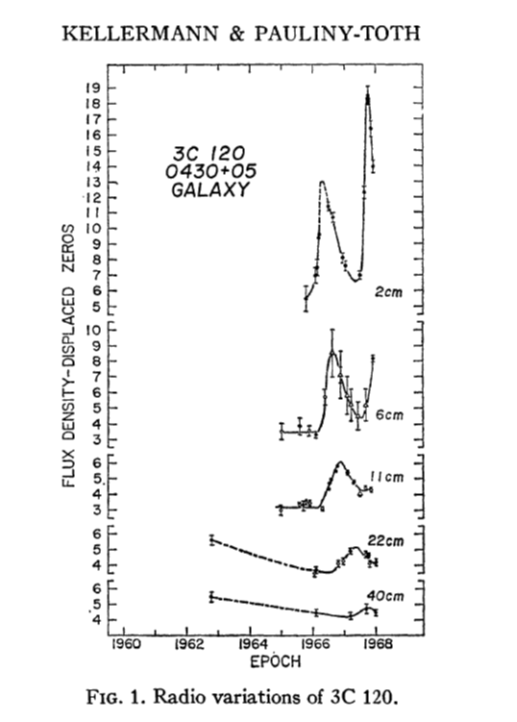 KELLERMANN & PAULINY-TOTH
19
18
17
16
15
14
13
12
11
10
9
8
7
6
5
3C 120
0430+05
GALAXY
2cm
10
9
8
7
6
5
4
3
6cm
6
5
4
3
11cm
6
5
4
22cm
6
5
4
40cm
FLUX DENSITY-DISPLACED ZEROS
1960 1962 1964 1966 1968
EPOCH
FIG. 1. Radio variations of 3C 120.